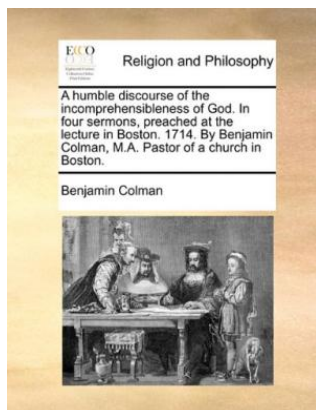 ECCO
Religion and Philosophy
A humble discourse of the
incomprehensibleness of God. In
four sermons, preached at the
lecture in Boston. 1714. By Benjamin
Colman, M.A. Pastor of a church in
Boston.
Benjamin Colman